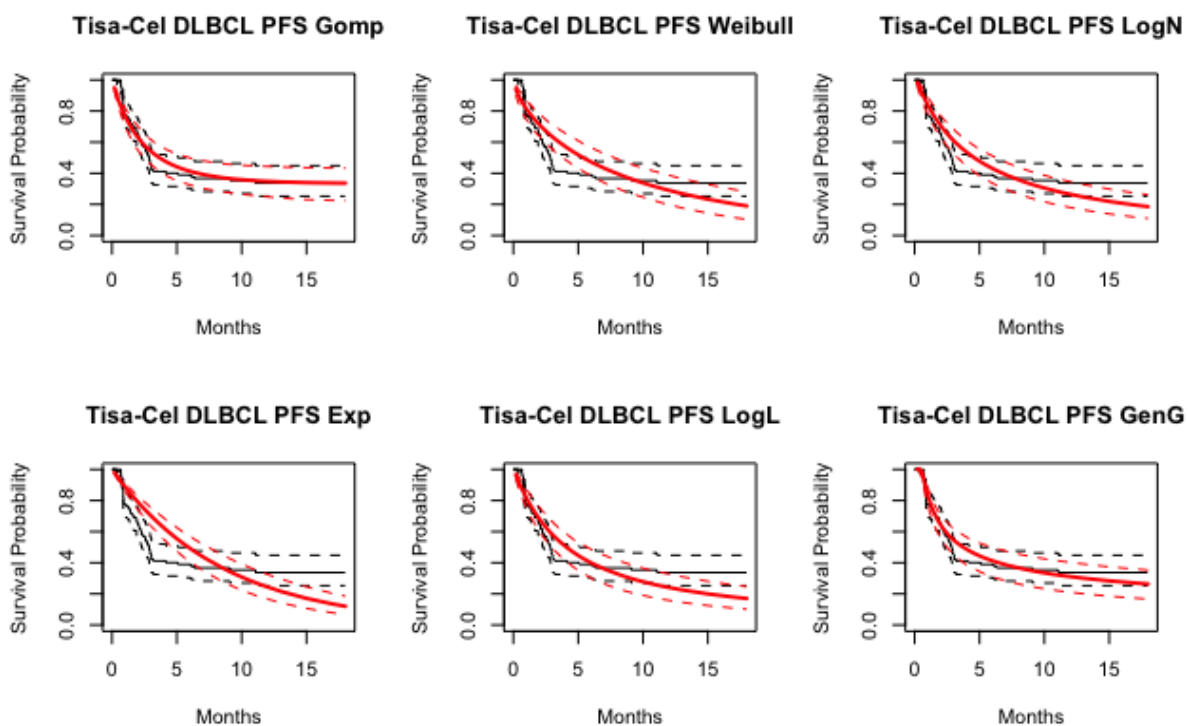 Tisa-Cel DLBCL PFS Gomp
Tisa-Cel DLBCL PFS Weibull
Tisa-Cel DLBCL PFS LogN
Survival Probability
0.0 0.4 0.8
0 5 10 15
Months
Survival Probability
0.0 0.4 0.8
0 5 10 15
Months
Survival Probability
0.0 0.4 0.8
0 5 10 15
Months
Tisa-Cel DLBCL PFS Exp
Tisa-Cel DLBCL PFS LogL
Tisa-Cel DLBCL PFS GenG
Survival Probability
0.0 0.4 0.8
0 5 10 15
Months
Survival Probability
0.0 0.4 0.8
0 5 10 15
Months
Survival Probability
0.0 0.4 0.8
0 5 10 15
Months